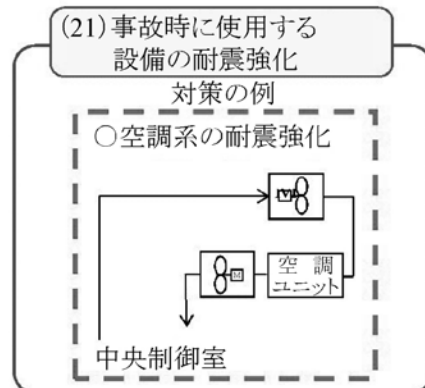 (21)事故時に使用する
設備の耐震強化
対策の例
○空調系の耐震強化
M
空調
ユニット
中央制御室